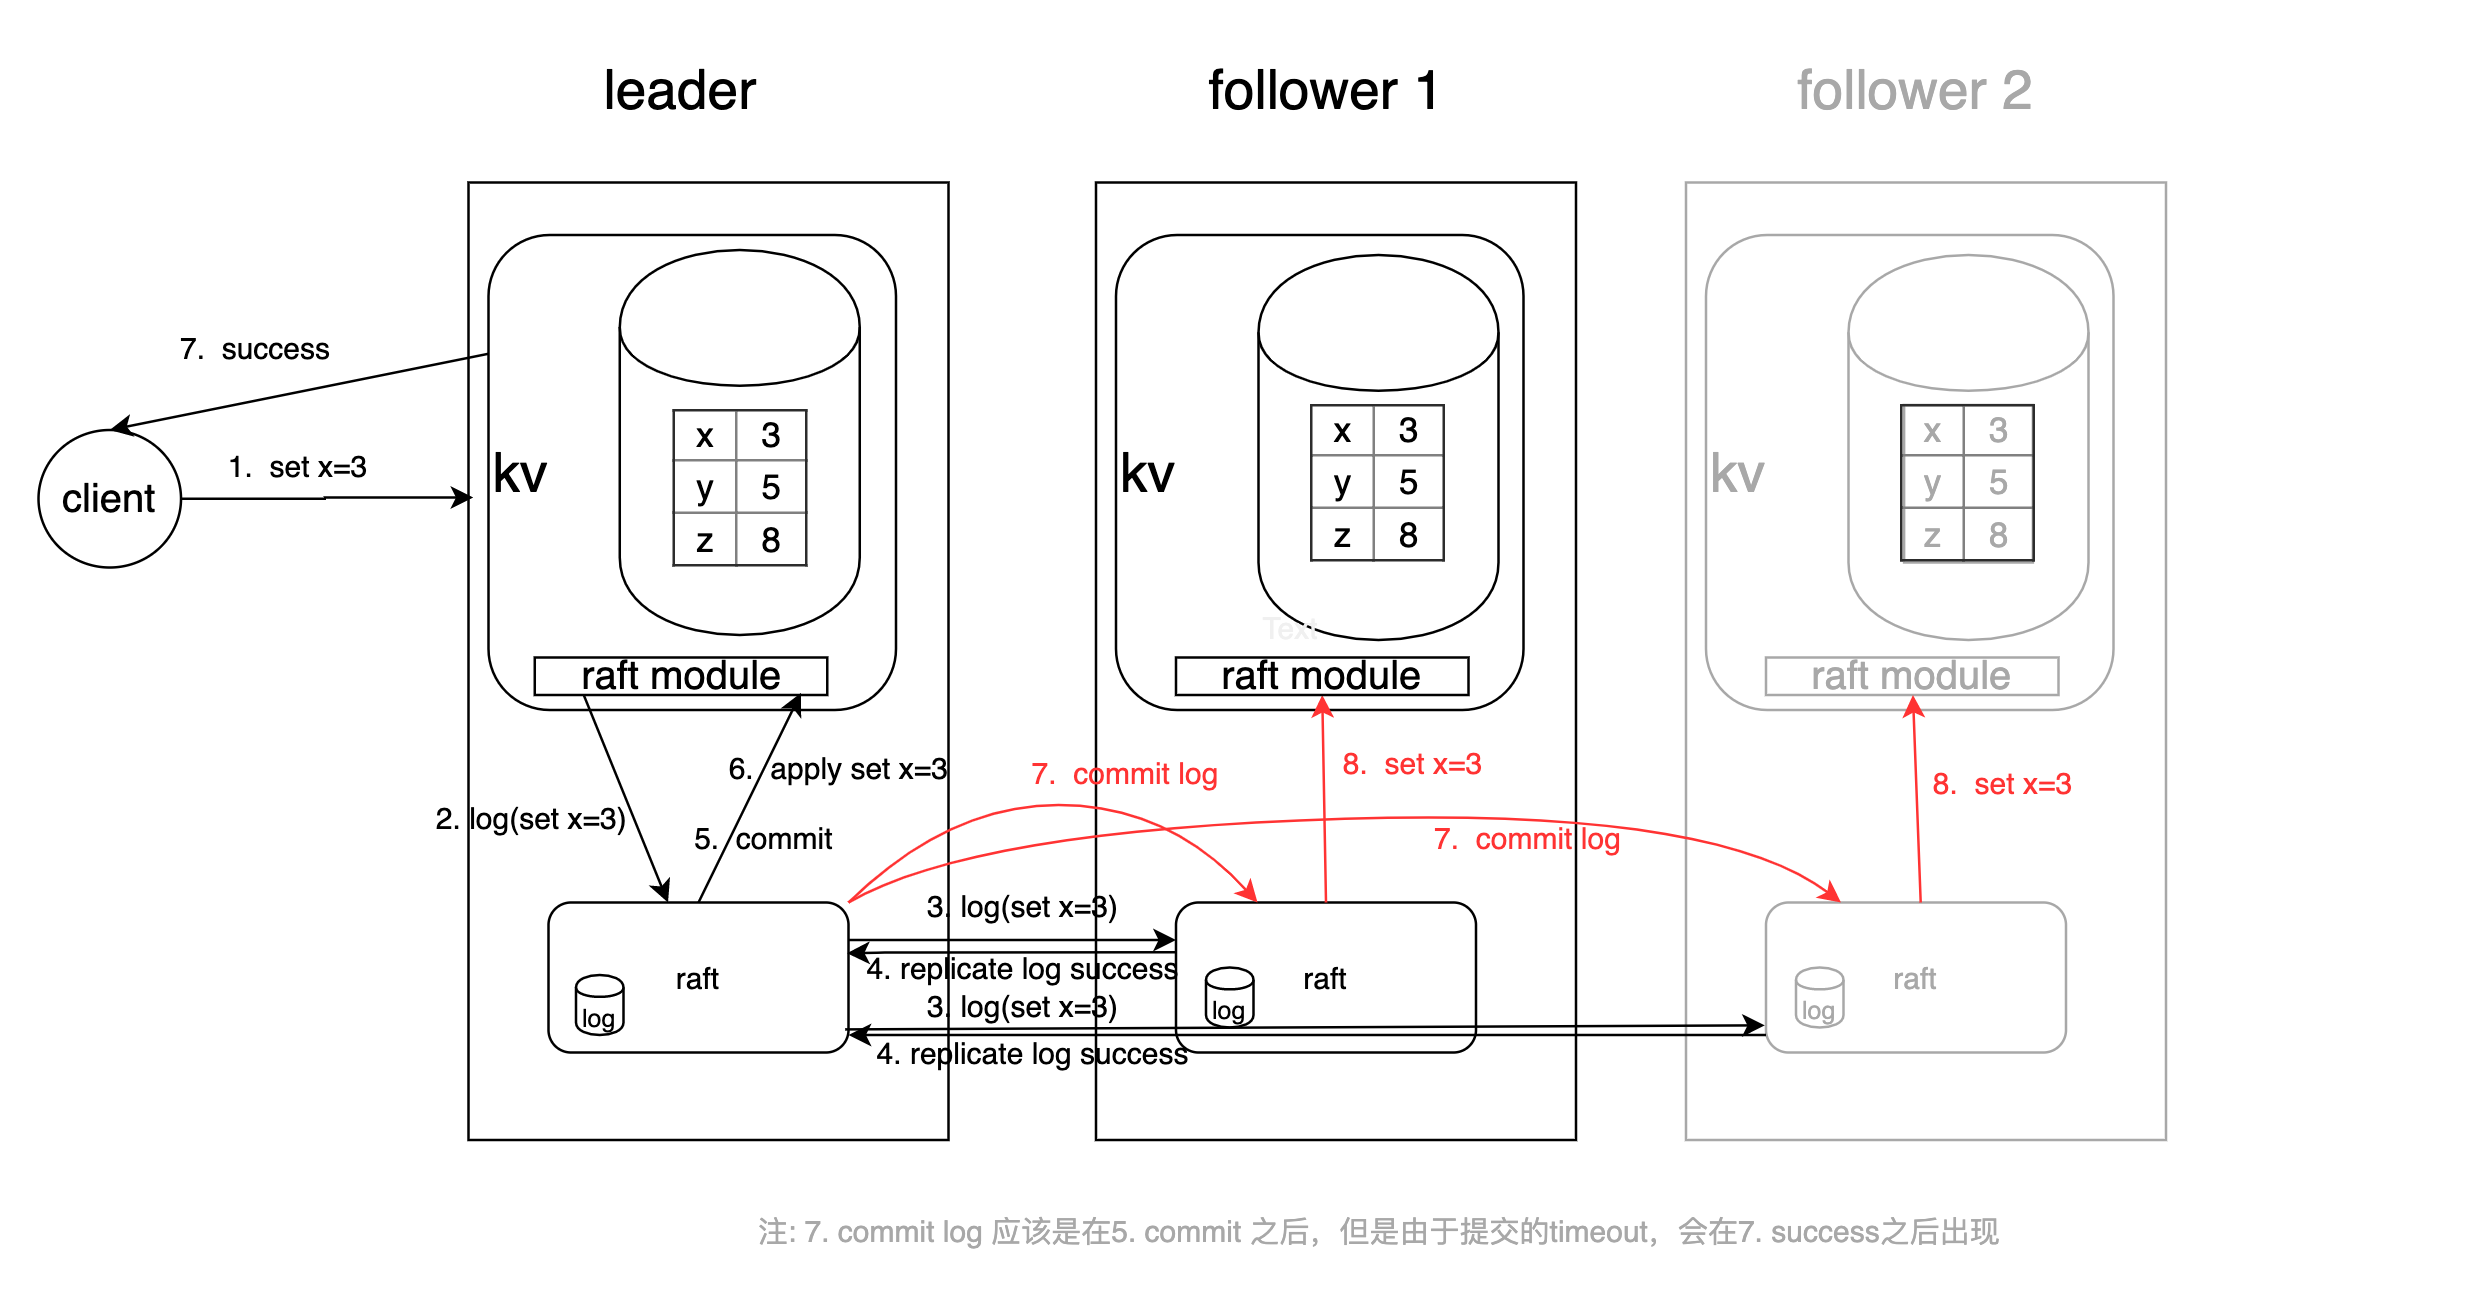 leader
follower 1
follower 2
7. success
1. set x=3
client
kv
x 3
y 5
z 8
raft module
kv
x 3
y 5
z 8
Text
raft module
kv
x 3
y 5
z 8
raft module
6. apply set x=3
2. log(set x=3)
5. commit
7. commit log
8. set x=3
7. commit log
8. set x=3
3. log(set x=3)
4. replicate log success
3. log(set x=3)
4. replicate log success
raft
log
raft
log
raft
log
注: 7. commit log 应该是在5. commit 之后，但是由于提交的timeout，会在7. success之后出现